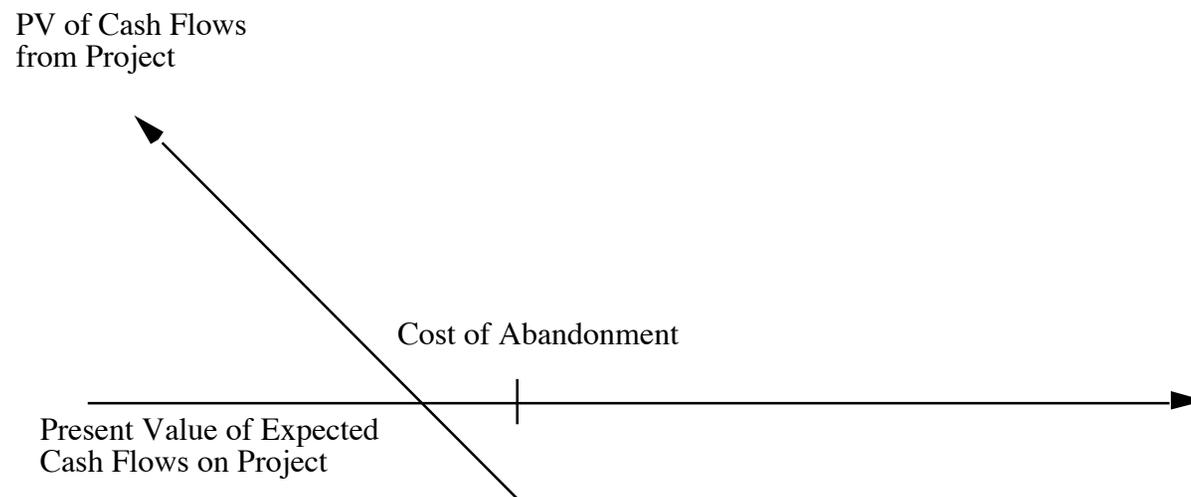 PV of Cash Flows
from Project
Cost of Abandonment
Present Value of Expected
Cash Flows on Project